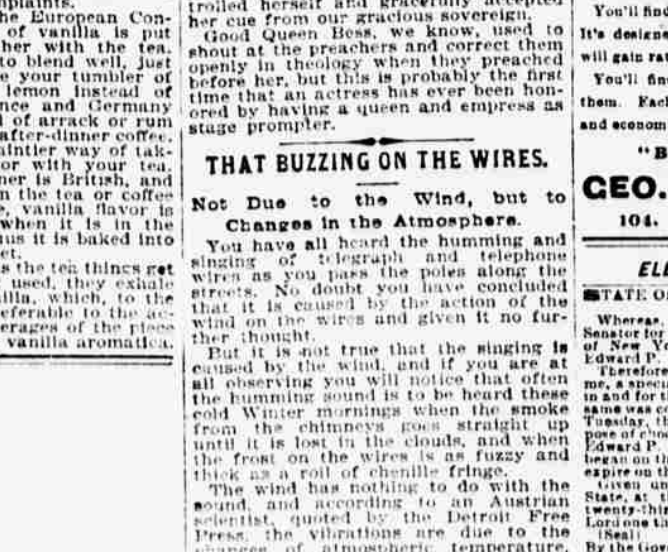 mplaints.
he European Con-
of vanilla is put
her with the tea.
to blend well, just
e your tumbler of
lemon instead of
nce and Germany
l of arrack or rum
after-dinner coffee.
aintier way of tak-
or with your tea.
ner is British, and
n the tea or coffee
e, vanilla flavor is
when it is in the
hus it is baked into
et.
s the tea things get
used, they exhale
illa, which, to the
eferable to the ac-
erages of the piece
vanilla aromatica.
trolled herself and gracefully accepted
her cue from our gracious sovereign.
Good Queen Bess, we know, used to
shout at the preachers and correct them
openly in theology when they preached
before her, but this is probably the first
time that an actress has ever been hon-
ored by having a queen and empress as
stage prompter.
THAT BUZZING ON THE WIRES.
Not Due to the Wind, but to
Changes in the Atmosphere.
You have all heard the humming and
singing of telegraph and telephone
wires as you pass the poles along the
streets. No doubt you have concluded
that it is caused by the action of the
wind on the wires and given it no fur-
ther thought.
But it is not true that the singing is
caused by the wind, and if you are at
all observing you will notice that often
the humming sound is to be heard these
cold Winter mornings when the smoke
from the chimneys goes straight up
until it is lost in the clouds, and when
the frost on the wires is as fuzzy and
thick as a roll of chenille fringe.
The wind has nothing to do with the
sound, and according to an Austrian
scientist, quoted by the Detroit Free
Press, the vibrations are due to the
changes of atmospheric temperature,
You'll find
It's designe
will gain rat
You'll fin
them. Fac
and econom
"B
GEO.
104.
ELE
STATE O
Whereas,
Senator for
of New Yo
Edward P.
Therefore
me, a speci
in and for t
same was c
Tuesday, th
pose of choo
Edward P.
began on th
expire on th
Given un
State, at t
twenty-thir
Lord one t
[Seal]
By the Gov